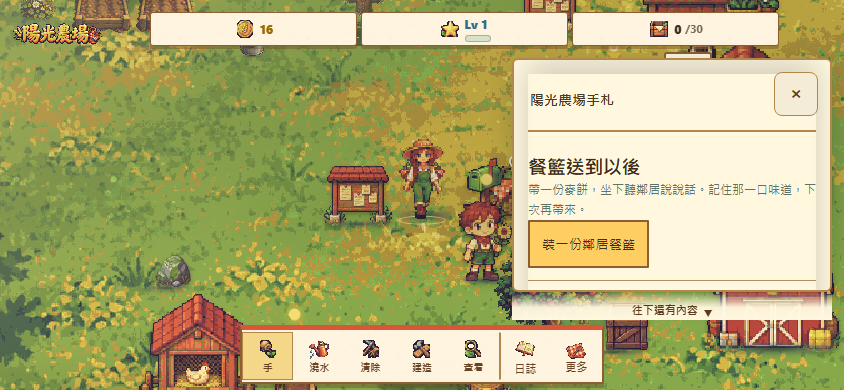 陽光農場
16
Lv 1
0 /30
陽光農場手札
×
餐籃送到以後
帶一份麥餅，坐下聽鄰居說說話。記住那一口味道，下
次再帶來。
裝一份鄰居餐籃
往下還有內容 ▼
手
澆水
清除
建造
查看
日誌
更多